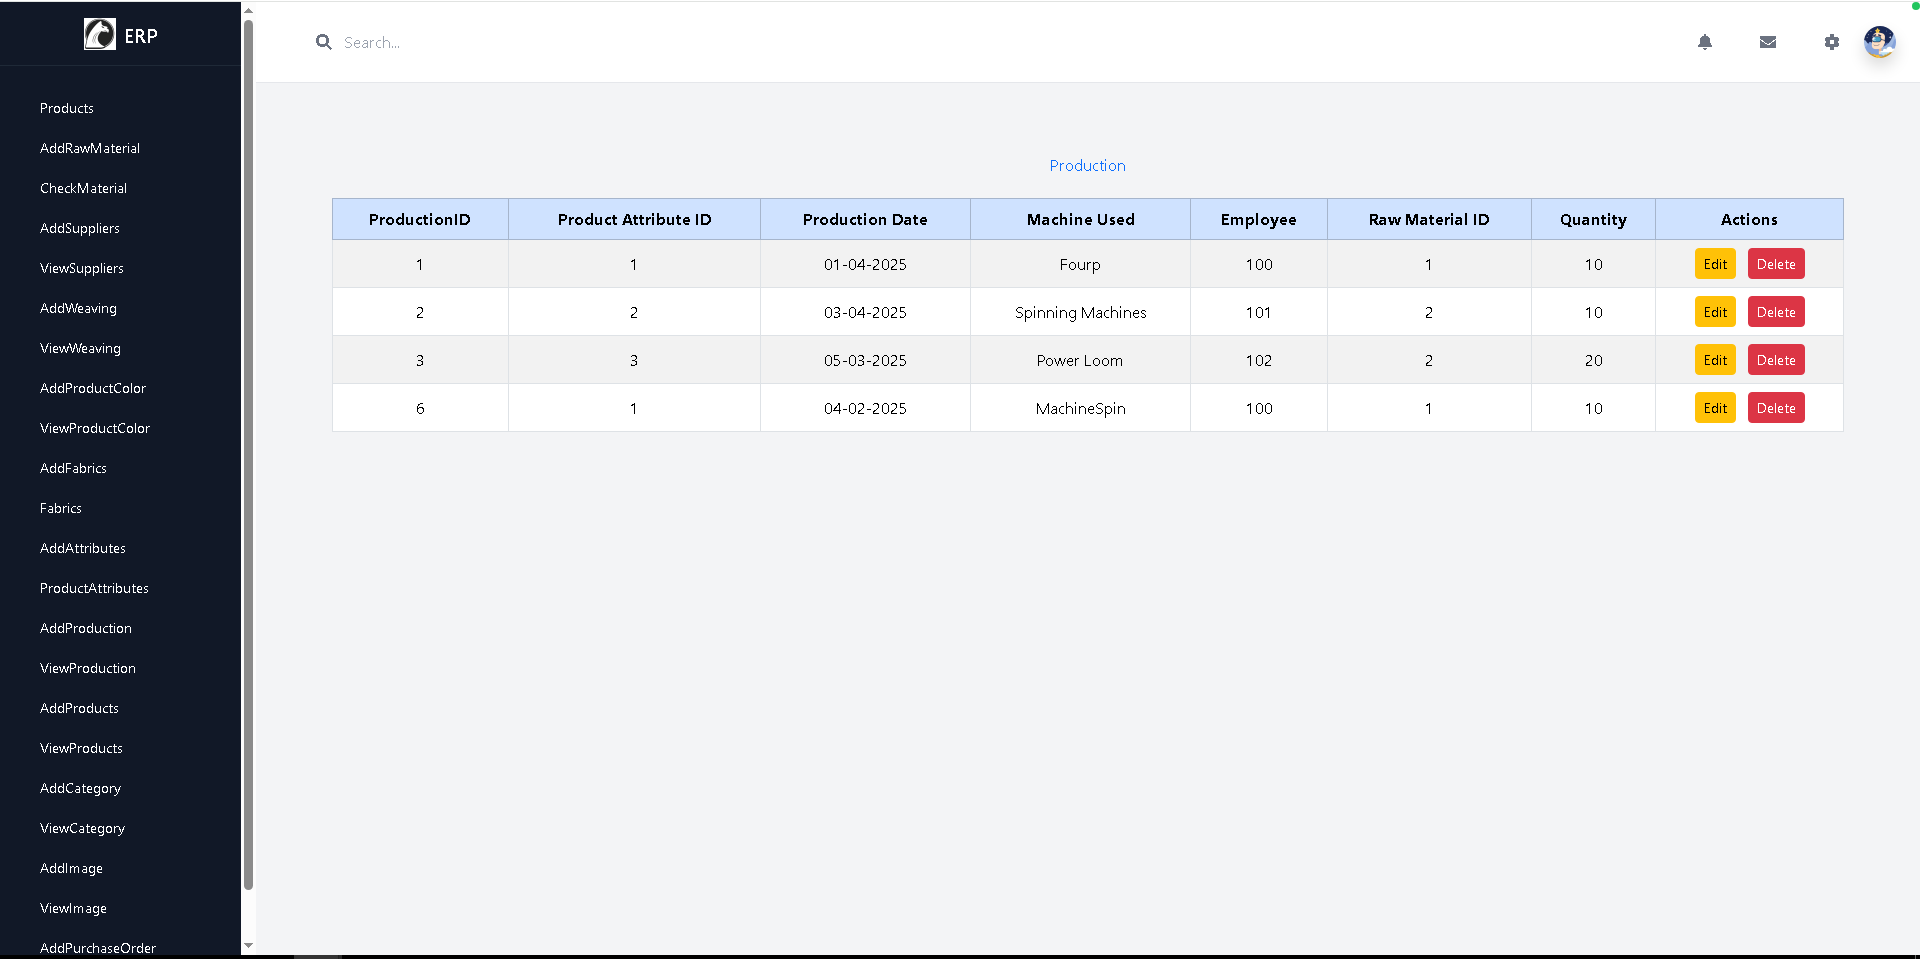 ERP
Search...
Products
AddRawMaterial
CheckMaterial
AddSuppliers
ViewSuppliers
AddWeaving
ViewWeaving
AddProductColor
ViewProductColor
AddFabrics
Fabrics
AddAttributes
ProductAttributes
AddProduction
ViewProduction
AddProducts
ViewProducts
AddCategory
ViewCategory
AddImage
ViewImage
AddPurchaseOrder
Production
ProductionID Product Attribute ID Production Date Machine Used Employee Raw Material ID Quantity Actions
1 1 01-04-2025 Fourp 100 1 10 Edit Delete
2 2 03-04-2025 Spinning Machines 101 2 10 Edit Delete
3 3 05-03-2025 Power Loom 102 2 20 Edit Delete
6 1 04-02-2025 MachineSpin 100 1 10 Edit Delete